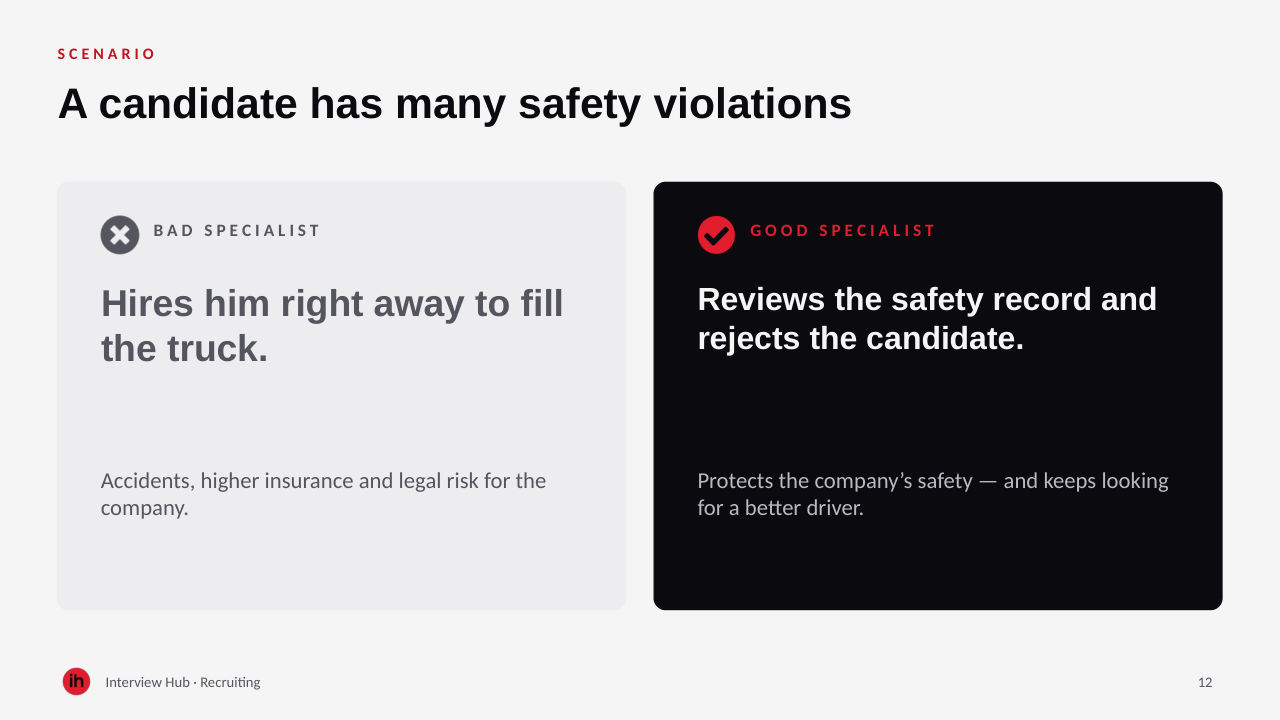 SCENARIO
A candidate has many safety violations
BAD SPECIALIST
Hires him right away to fill
the truck.
Accidents, higher insurance and legal risk for the
company.
GOOD SPECIALIST
Reviews the safety record and
rejects the candidate.
Protects the company’s safety — and keeps looking
for a better driver.
ih
Interview Hub · Recruiting
12